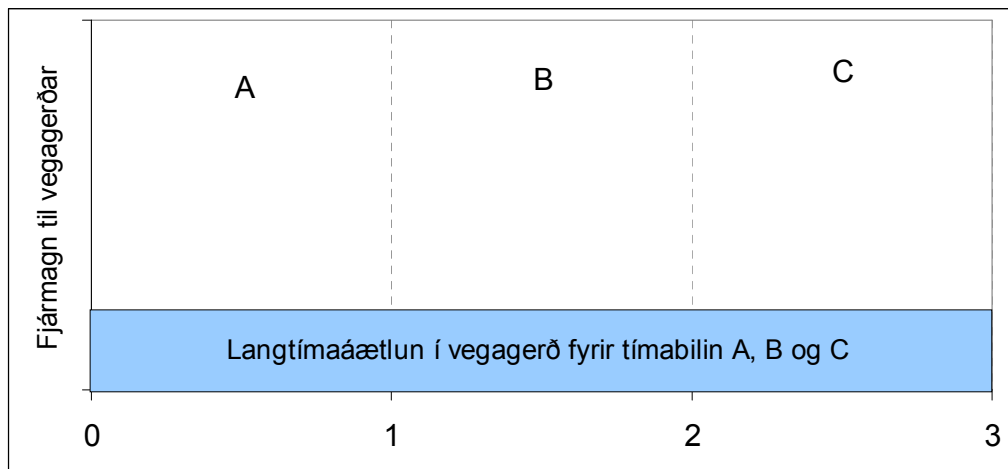 Fjármagn til vegagerðar
A
B
C
Langtímaáætlun í vegagerð fyrir tímabilin A, B og C
0 1 2 3